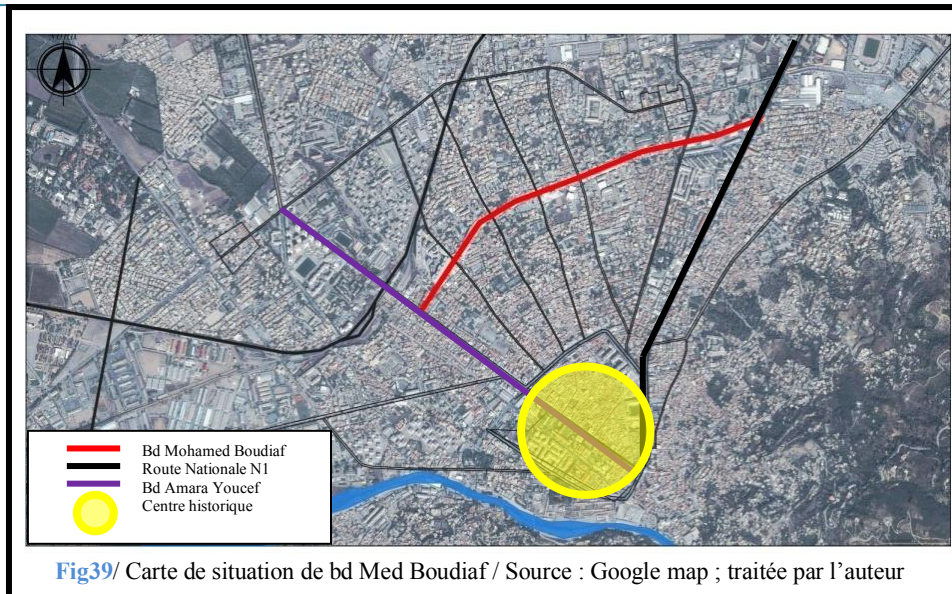 Bd Mohamed Boudiaf
Route Nationale N1
Bd Amara Youcef
Centre historique
Fig39/ Carte de situation de bd Med Boudiaf / Source : Google map ; traitée par l’auteur